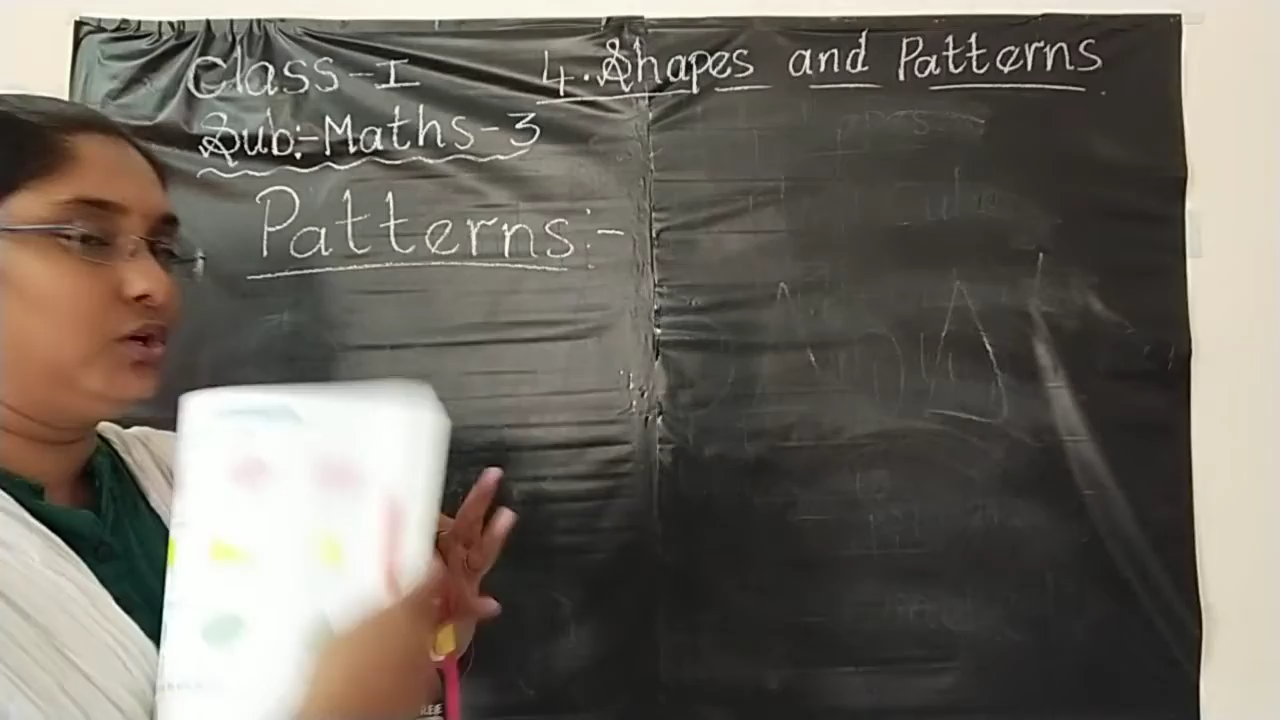 Class-I
4. Shapes and Patterns
Sub:-Maths-3
Patterns:-